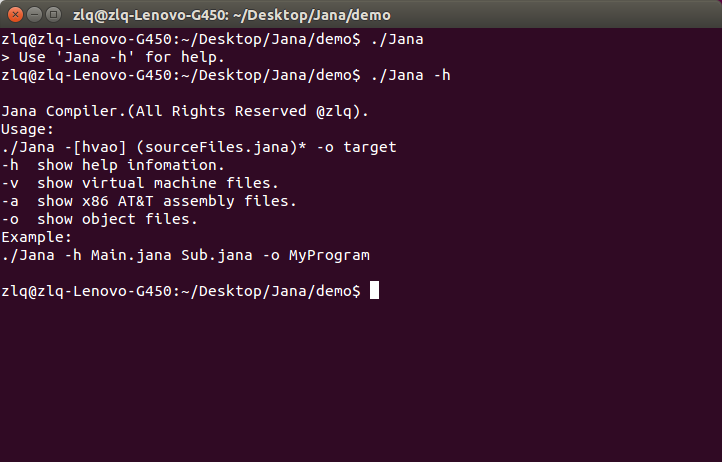 zlq@zlq-Lenovo-G450: ~/Desktop/Jana/demo
zlq@zlq-Lenovo-G450:~/Desktop/Jana/demo$ ./Jana
> Use 'Jana -h' for help.
zlq@zlq-Lenovo-G450:~/Desktop/Jana/demo$ ./Jana -h
Jana Compiler.(All Rights Reserved @zlq).
Usage:
./Jana -[hvao] (sourceFiles.jana)* -o target
-h  show help infomation.
-v  show virtual machine files.
-a  show x86 AT&T assembly files.
-o  show object files.
Example:
./Jana -h Main.jana Sub.jana -o MyProgram
zlq@zlq-Lenovo-G450:~/Desktop/Jana/demo$